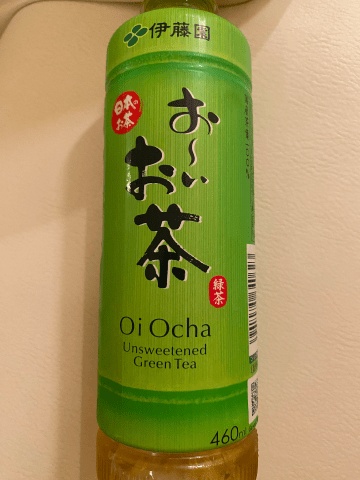 伊藤園
日本の
お茶
お〜い
お茶
緑茶
Oi Ocha
Unsweetened
Green Tea
460ml